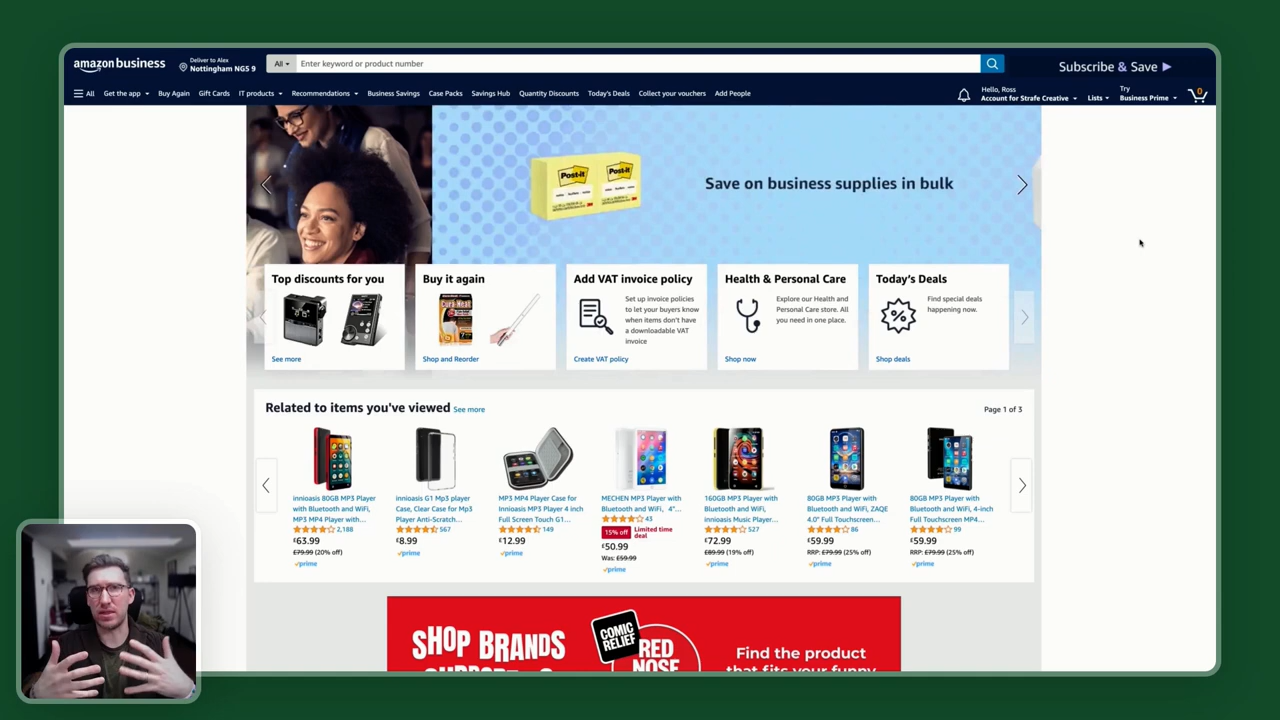 amazon business
Deliver to Alex
Nottingham NG5 9
All
Enter keyword or product number
Subscribe & Save
All
Get the app
Buy Again
Gift Cards
IT products
Recommendations
Business Savings
Case Packs
Savings Hub
Quantity Discounts
Today's Deals
Collect your vouchers
Add People
Hello, Ross
Account for Strafe Creative
Lists
Try
Business Prime
0
Post-it
Post-it
Save on business supplies in bulk
Top discounts for you
See more
Buy it again
Shop and Reorder
Add VAT invoice policy
Set up invoice policies
to let your buyers know
when items don't have
a downloadable VAT
invoice
Create VAT policy
Health & Personal Care
Explore our Health and
Personal Care store. All
you need in one place.
Shop now
Today's Deals
Find special deals
happening now.
Shop deals
Related to items you've viewed See more
Page 1 of 3
innioasis 80GB MP3 Player
with Bluetooth and WiFi,
MP3 MP4 Player with...
2,188
£63.99
£79.99 (20% off)
prime
innioasis G1 Mp3 player
Case, Clear Case for Mp3
Player Anti-Scratch...
567
£8.99
prime
MP3 MP4 Player Case for
Innioasis MP3 Player 4 inch
Full Screen Touch G1...
149
£12.99
prime
MECHEN MP3 Player with
Bluetooth and WiFi, 4"...
43
15% off Limited time
deal
£50.99
Was: £59.99
prime
160GB MP3 Player with
Bluetooth and WiFi,
innioasis Music Player...
527
£72.99
£89.99 (19% off)
prime
80GB MP3 Player with
Bluetooth and WiFi, ZAQE
4.0" Full Touchscreen...
86
£59.99
RRP: £79.99 (25% off)
prime
80GB MP3 Player with
Bluetooth and WiFi, 4-inch
Full Touchscreen MP4...
99
£59.99
RRP: £79.99 (25% off)
prime
SHOP BRANDS
COMIC
RELIEF
RED
NOSE
Find the product
that fits your funny